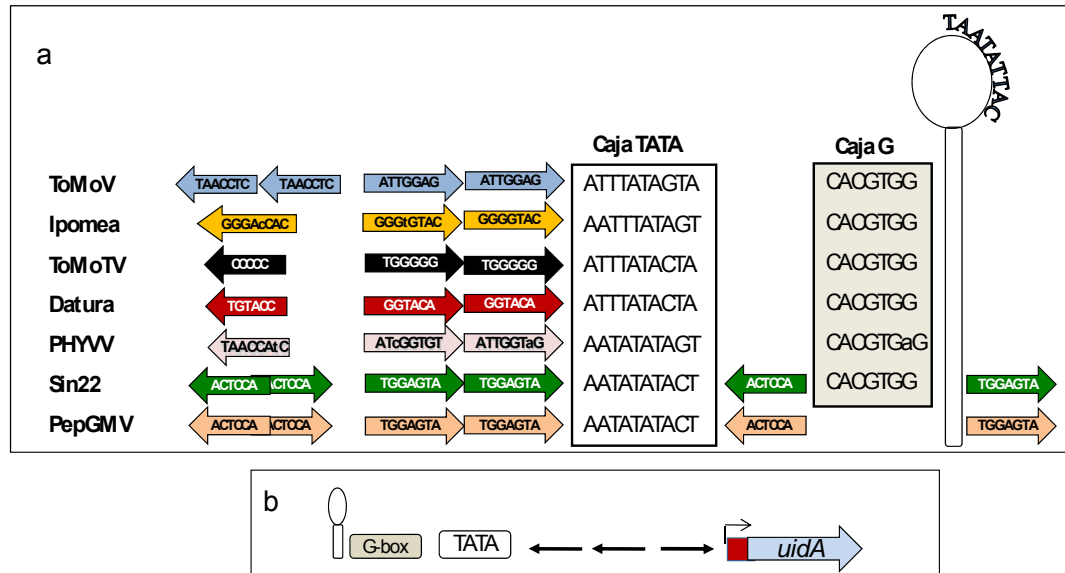 a
TAATATTAC
Caja TATA Caja G
ToMoV TAACCTC TAACCTC ATTGGAG ATTGGAG ATTTATAGTA CACGTGG
Ipomea GGGAcCAC GGGtGTAC GGGGTAC AATTTATAGT CACGTGG
ToMoTV CCCCC TGGGGG TGGGGG ATTTATACTA CACGTGG
Datura TGTACC GGTACA GGTACA ATTTATACTA CACGTGG
PHYVV TAACCAtC ATcGGTGT ATTGGTaG AATATATAGT CACGTGaG
Sin22 ACTCCA ACTCCA TGGAGTA TGGAGTA AATATATACT ACTCCA CACGTGG TGGAGTA
PepGMV ACTCCA ACTCCA TGGAGTA TGGAGTA AATATATACT ACTCCA TGGAGTA
b
G-box TATA uidA